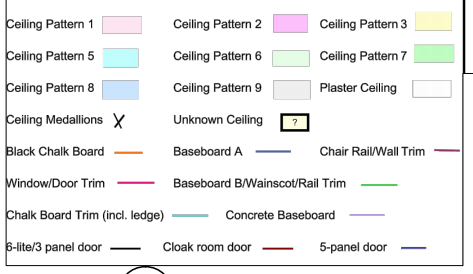 Ceiling Pattern 1 Ceiling Pattern 2 Ceiling Pattern 3
Ceiling Pattern 5 Ceiling Pattern 6 Ceiling Pattern 7
Ceiling Pattern 8 Ceiling Pattern 9 Plaster Ceiling
Ceiling Medallions X Unknown Ceiling ?
Black Chalk Board Baseboard A Chair Rail/Wall Trim
Window/Door Trim Baseboard B/Wainscot/Rail Trim
Chalk Board Trim (incl. ledge) Concrete Baseboard
6-lite/3 panel door Cloak room door 5-panel door